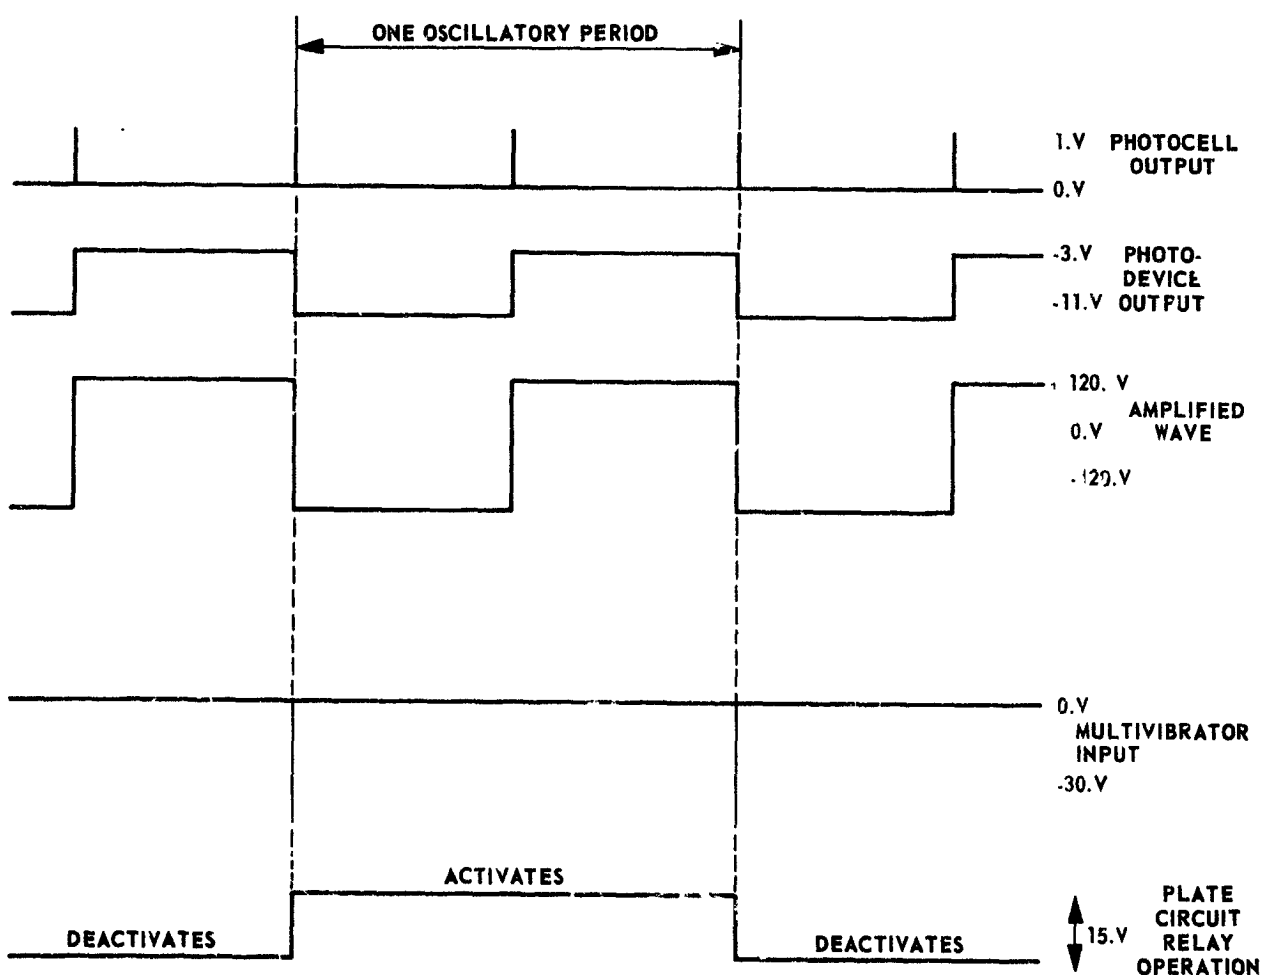 ONE OSCILLATORY PERIOD
1.V PHOTOCELL
OUTPUT
0.V
-3.V PHOTO-
DEVICE
-11.V OUTPUT
120. V
AMPLIFIED
0.V WAVE
0.V
MULTIVIBRATOR
INPUT
-30.V
ACTIVATES
DEACTIVATES
DEACTIVATES
PLATE
CIRCUIT
15.V RELAY
OPERATION